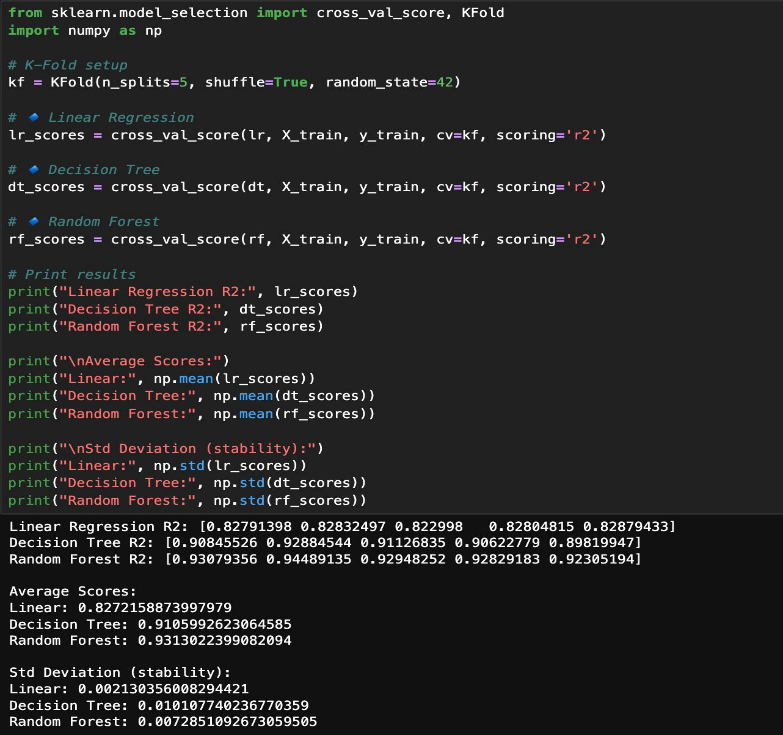 from sklearn.model_selection import cross_val_score, KFold
import numpy as np
# K-Fold setup
kf = KFold(n_splits=5, shuffle=True, random_state=42)
# 🔹 Linear Regression
lr_scores = cross_val_score(lr, X_train, y_train, cv=kf, scoring='r2')
# 🔹 Decision Tree
dt_scores = cross_val_score(dt, X_train, y_train, cv=kf, scoring='r2')
# 🔹 Random Forest
rf_scores = cross_val_score(rf, X_train, y_train, cv=kf, scoring='r2')
# Print results
print("Linear Regression R2:", lr_scores)
print("Decision Tree R2:", dt_scores)
print("Random Forest R2:", rf_scores)
print("\nAverage Scores:")
print("Linear:", np.mean(lr_scores))
print("Decision Tree:", np.mean(dt_scores))
print("Random Forest:", np.mean(rf_scores))
print("\nStd Deviation (stability):")
print("Linear:", np.std(lr_scores))
print("Decision Tree:", np.std(dt_scores))
print("Random Forest:", np.std(rf_scores))
Linear Regression R2: [0.82791398 0.82832497 0.822998   0.82804815 0.82879433]
Decision Tree R2: [0.90845526 0.92884544 0.91126835 0.90622779 0.89819947]
Random Forest R2: [0.93079356 0.94489135 0.92948252 0.92829183 0.92305194]
Average Scores:
Linear: 0.8272158873997979
Decision Tree: 0.9105992623064585
Random Forest: 0.9313022399082094
Std Deviation (stability):
Linear: 0.002130356008294421
Decision Tree: 0.010107740236770359
Random Forest: 0.0072851092673059505